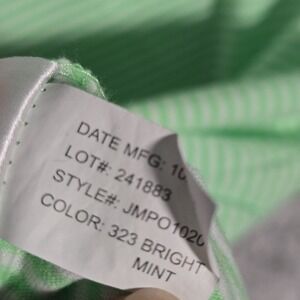 DATE MFG: 10
LOT#: 241883
STYLE#: JMPO1020
COLOR: 323 BRIGHT
MINT